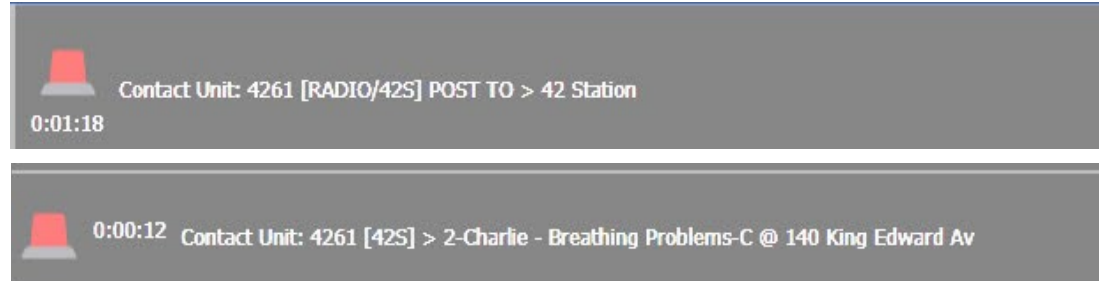 Contact Unit: 4261 [RADIO/42S] POST TO > 42 Station
0:01:18
0:00:12 Contact Unit: 4261 [42S] > 2-Charlie - Breathing Problems-C @ 140 King Edward Av